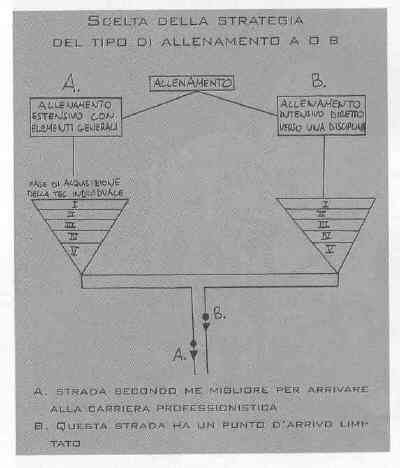 SCELTA DELLA STRATEGIA
DEL TIPO DI ALLENAMENTO A O B
A.
ALLENAMENTO
B.
ALLENAMENTO
ESTENSIVO CON
ELEMENTI GENERALI
ALLENAMENTO
INTENSIVO DIRETTO
VERSO UNA DISCIPLINA
FASE DI ACQUISIZIONE
DELLA TEC INDIVIDUALE
I
II
III
IV
V
I
II
III
IV
V
B.
A.
A. STRADA SECONDO ME MIGLIORE PER ARRIVARE
ALLA CARRIERA PROFESSIONISTICA
B. QUESTA STRADA HA UN PUNTO D'ARRIVO LIMI-
TATO